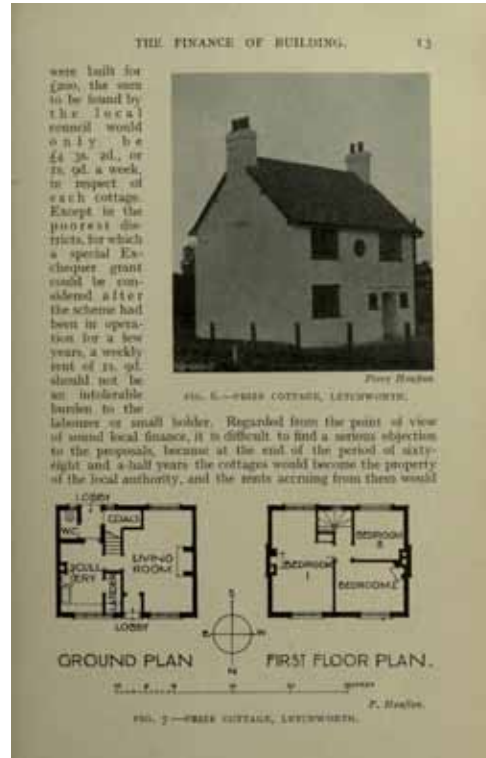 THE FINANCE OF BUILDING. 13
were built for
£200, the sum
to be found by
the local
council would
only be
£4 3s. 2d., or
1s. 9d. a week,
in respect of
each cottage.
Except in the
poorest dis-
tricts, for which
a special Ex-
chequer grant
could be con-
sidered after
the scheme had
been in opera-
tion for a few
years, a weekly
rent of 1s. 9d.
should not be
an intolerable
burden to the
Percy Houfton.
FIG. 6.—PRIZE COTTAGE, LETCHWORTH.
labourer or small holder. Regarded from the point of view
of sound local finance, it is difficult to find a serious objection
to the proposals, because at the end of the period of sixty-
eight and a-half years the cottages would become the property
of the local authority, and the rents accruing from them would
LOBBY
COALS
W.C.
SCULL
ERY
LARDER
LIVING
ROOM
LOBBY
GROUND PLAN
S
E
N
BEDROOM
1
BEDROOM
BEDROOM 2
FIRST FLOOR PLAN.
P. Houfton.
FIG. 7.—PRIZE COTTAGE, LETCHWORTH.